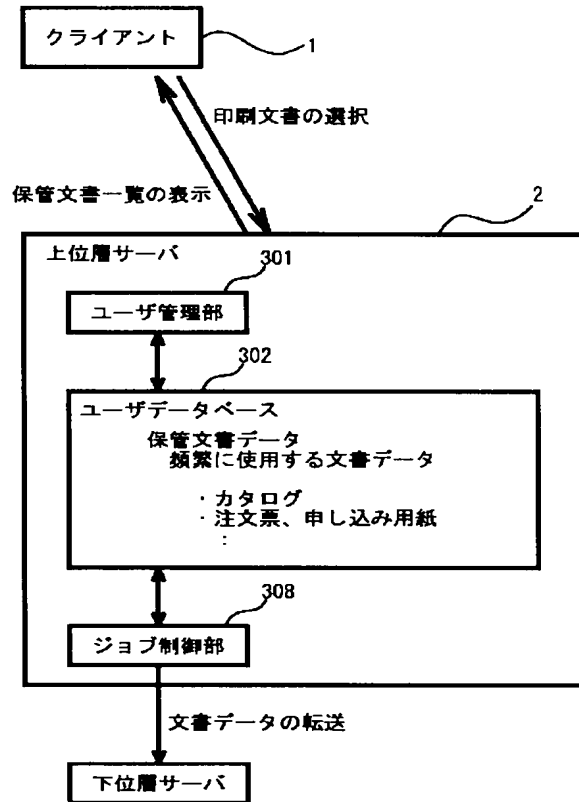 クライアント
1
印刷文書の選択
保管文書一覧の表示
2
上位層サーバ
301
ユーザ管理部
302
ユーザデータベース
保管文書データ
頻繁に使用する文書データ
・カタログ
・注文票、申し込み用紙
：
308
ジョブ制御部
文書データの転送
下位層サーバ